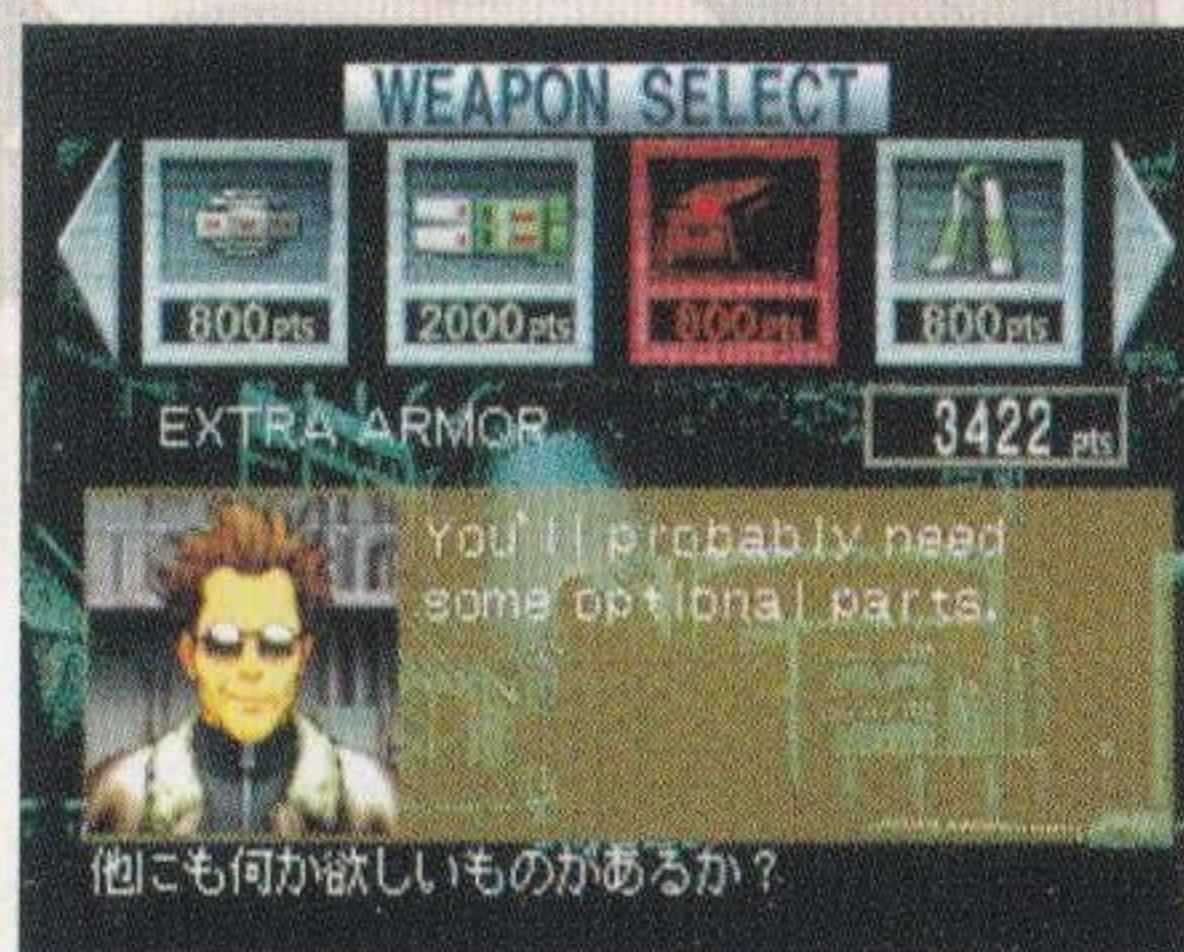 WEAPON SELECT
800pts 2000pts 800pts 800pts
EXTRA ARMOR
3422 pts
You'll probably need
some optional parts.
他にも何か欲しいものがあるか？